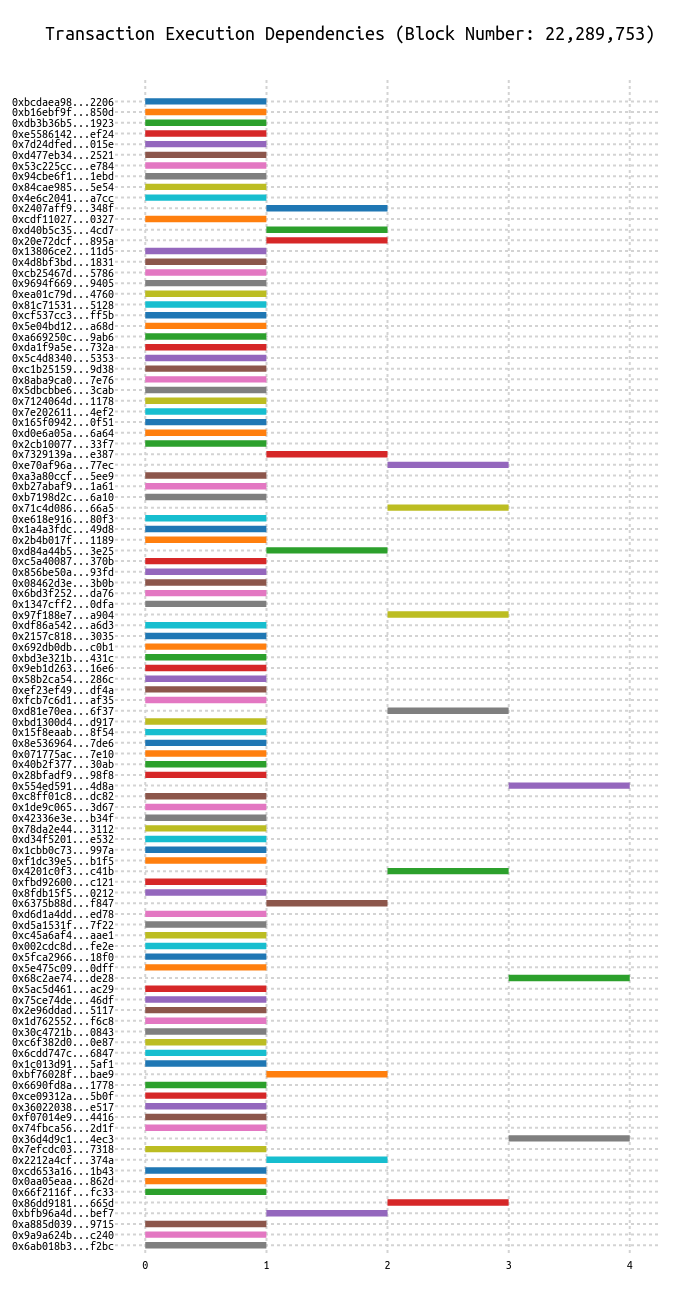 Transaction Execution Dependencies (Block Number: 22,289,753)
0xbcdaea98...2206
0xb16ebf9f...850d
0xdb3b36b5...1923
0xe5586142...ef24
0x7d24dfed...015e
0xd477eb34...2521
0x53c225cc...e784
0x94cbe6f1...1ebd
0x84cae985...5e54
0x4e6c2041...a7cc
0x2407aff9...348f
0xcdf11027...0327
0xd40b5c35...4cd7
0x20e72dcf...895a
0x13806ce2...11d5
0x4d8bf3bd...1831
0xcb25467d...5786
0x9694f669...9405
0xea01c79d...4760
0x81c71531...5128
0xcf537cc3...ff5b
0x5e04bd12...a68d
0xa669250c...9ab6
0xda1f9a5e...732a
0x5c4d8340...5353
0xc1b25159...9d38
0x8aba9ca0...7e76
0x5dbcbbe6...3cab
0x7124064d...1178
0x7e202611...4ef2
0x165f0942...0f51
0xd0e6a05a...6a64
0x2cb10077...33f7
0x7329139a...e387
0xe70af96a...77ec
0xa3a80ccf...5ee9
0xb27abaf9...1a61
0xb7198d2c...6a10
0x71c4d086...66a5
0xe618e916...80f3
0x1a4a3fdc...49d8
0x2b4b017f...1189
0xd84a44b5...3e25
0xc5a40087...370b
0x856be50a...93fd
0x08462d3e...3b0b
0x6bd3f252...da76
0x1347cff2...0dfa
0x97f188e7...a904
0xdf86a542...a6d3
0x2157c818...3035
0x692db0db...c0b1
0xbd3e321b...431c
0x9eb1d263...16e6
0x58b2ca54...286c
0xef23ef49...df4a
0xfcb7c6d1...af35
0xd81e70ea...6f37
0xbd1300d4...d917
0x15f8eaab...8f54
0x8e536964...7de6
0x071775ac...7e10
0x40b2f377...30ab
0x28bfadf9...98f8
0x554ed591...4d8a
0xc8ff01c8...dc82
0x1de9c065...3d67
0x42336e3e...b34f
0x78da2e44...3112
0xd34f5201...e532
0x1cbb0c73...997a
0xf1dc39e5...b1f5
0x4201c0f3...c41b
0xfbd92600...c121
0x8fdb15f5...0212
0x6375b88d...f847
0xd6d1a4dd...ed78
0xd5a1531f...7f22
0xc45a6af4...aae1
0x002cdc8d...fe2e
0x5fca2966...18f0
0x5e475c09...0dff
0x68c2ae74...de28
0x5ac5d461...ac29
0x75ce74de...46df
0x2e96ddad...5117
0x1d762552...f6c8
0x30c4721b...0843
0xc6f382d0...0e87
0x6cdd747c...6847
0x1c013d91...5af1
0xbf76028f...bae9
0x6690fd8a...1778
0xce09312a...5b0f
0x36022038...e517
0xf07014e9...4416
0x74fbca56...2d1f
0x36d4d9c1...4ec3
0x7efcdc03...7318
0x2212a4cf...374a
0xcd653a16...1b43
0x0aa05eaa...862d
0x66f2116f...fc33
0x86dd9181...665d
0xbfb96a4d...bef7
0xa885d039...9715
0x9a9a624b...c240
0x6ab018b3...f2bc
0 1 2 3 4